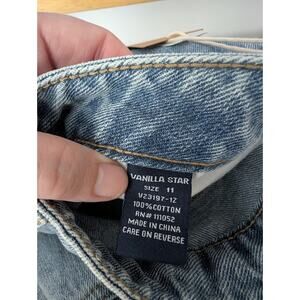 VANILLA STAR
SIZE 11
V23197-1Z
100%COTTON
RN# 111052
MADE IN CHINA
CARE ON REVERSE